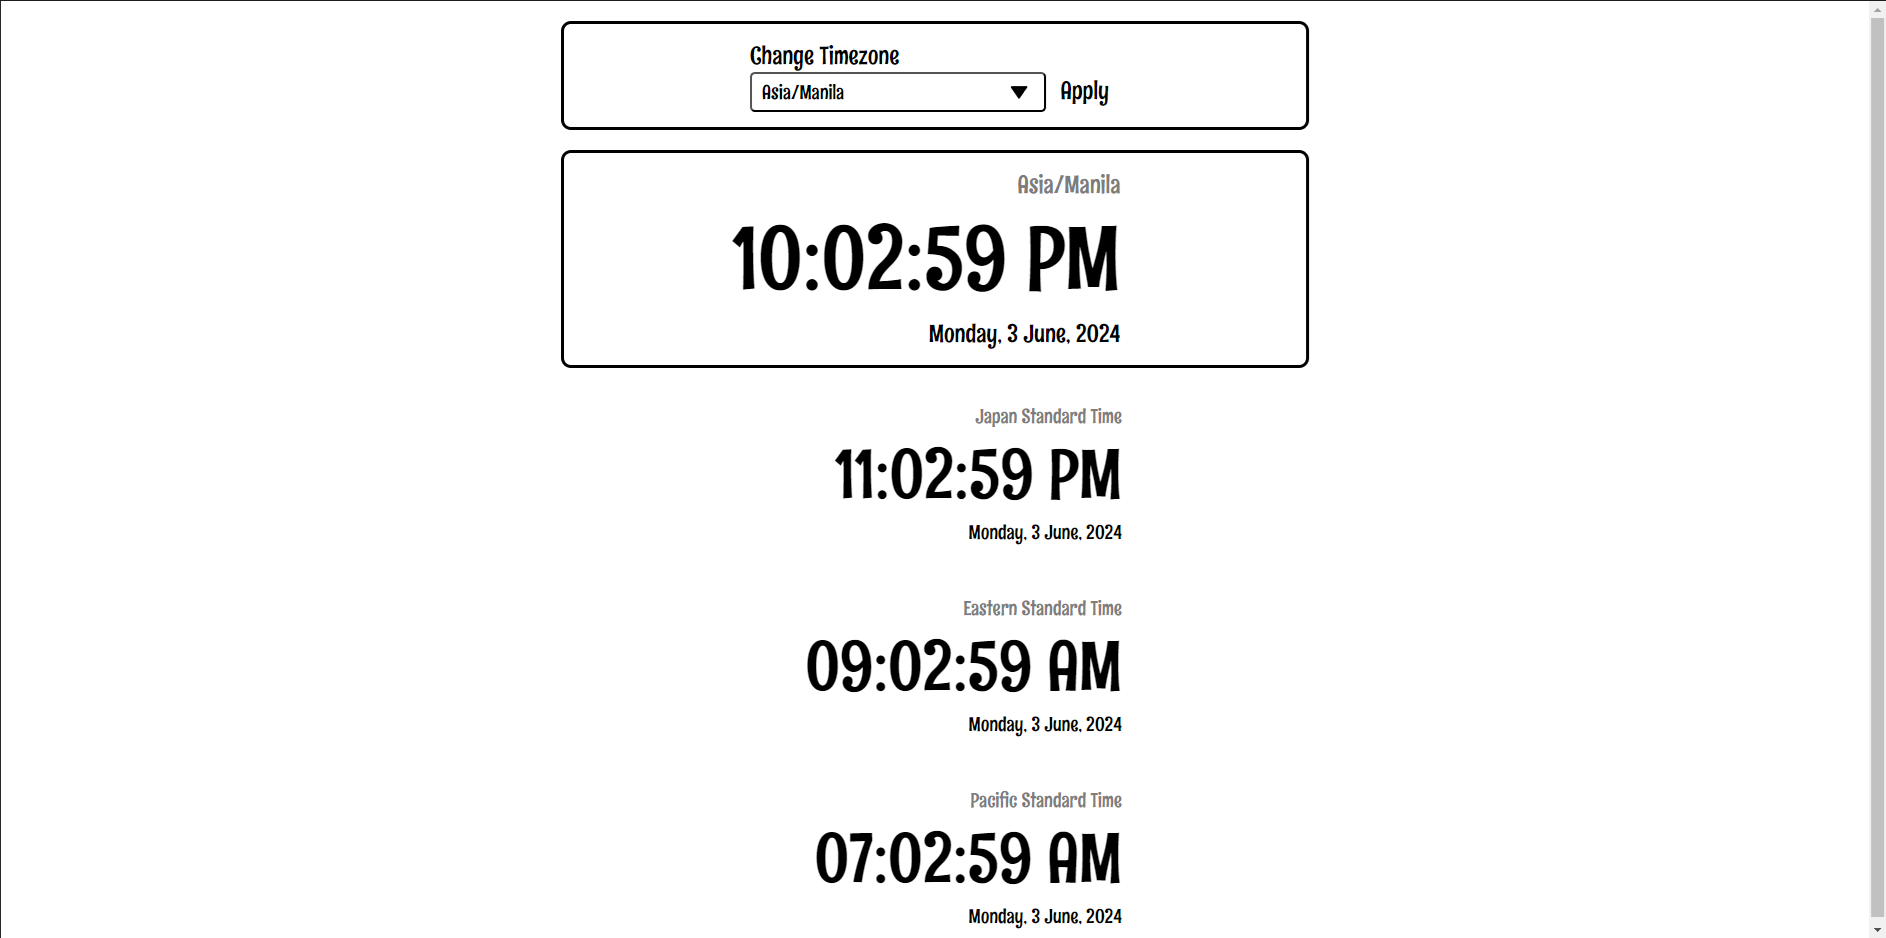 Change Timezone
Asia/Manila
Apply
Asia/Manila
10:02:59 PM
Monday, 3 June, 2024
Japan Standard Time
11:02:59 PM
Monday, 3 June, 2024
Eastern Standard Time
09:02:59 AM
Monday, 3 June, 2024
Pacific Standard Time
07:02:59 AM
Monday, 3 June, 2024